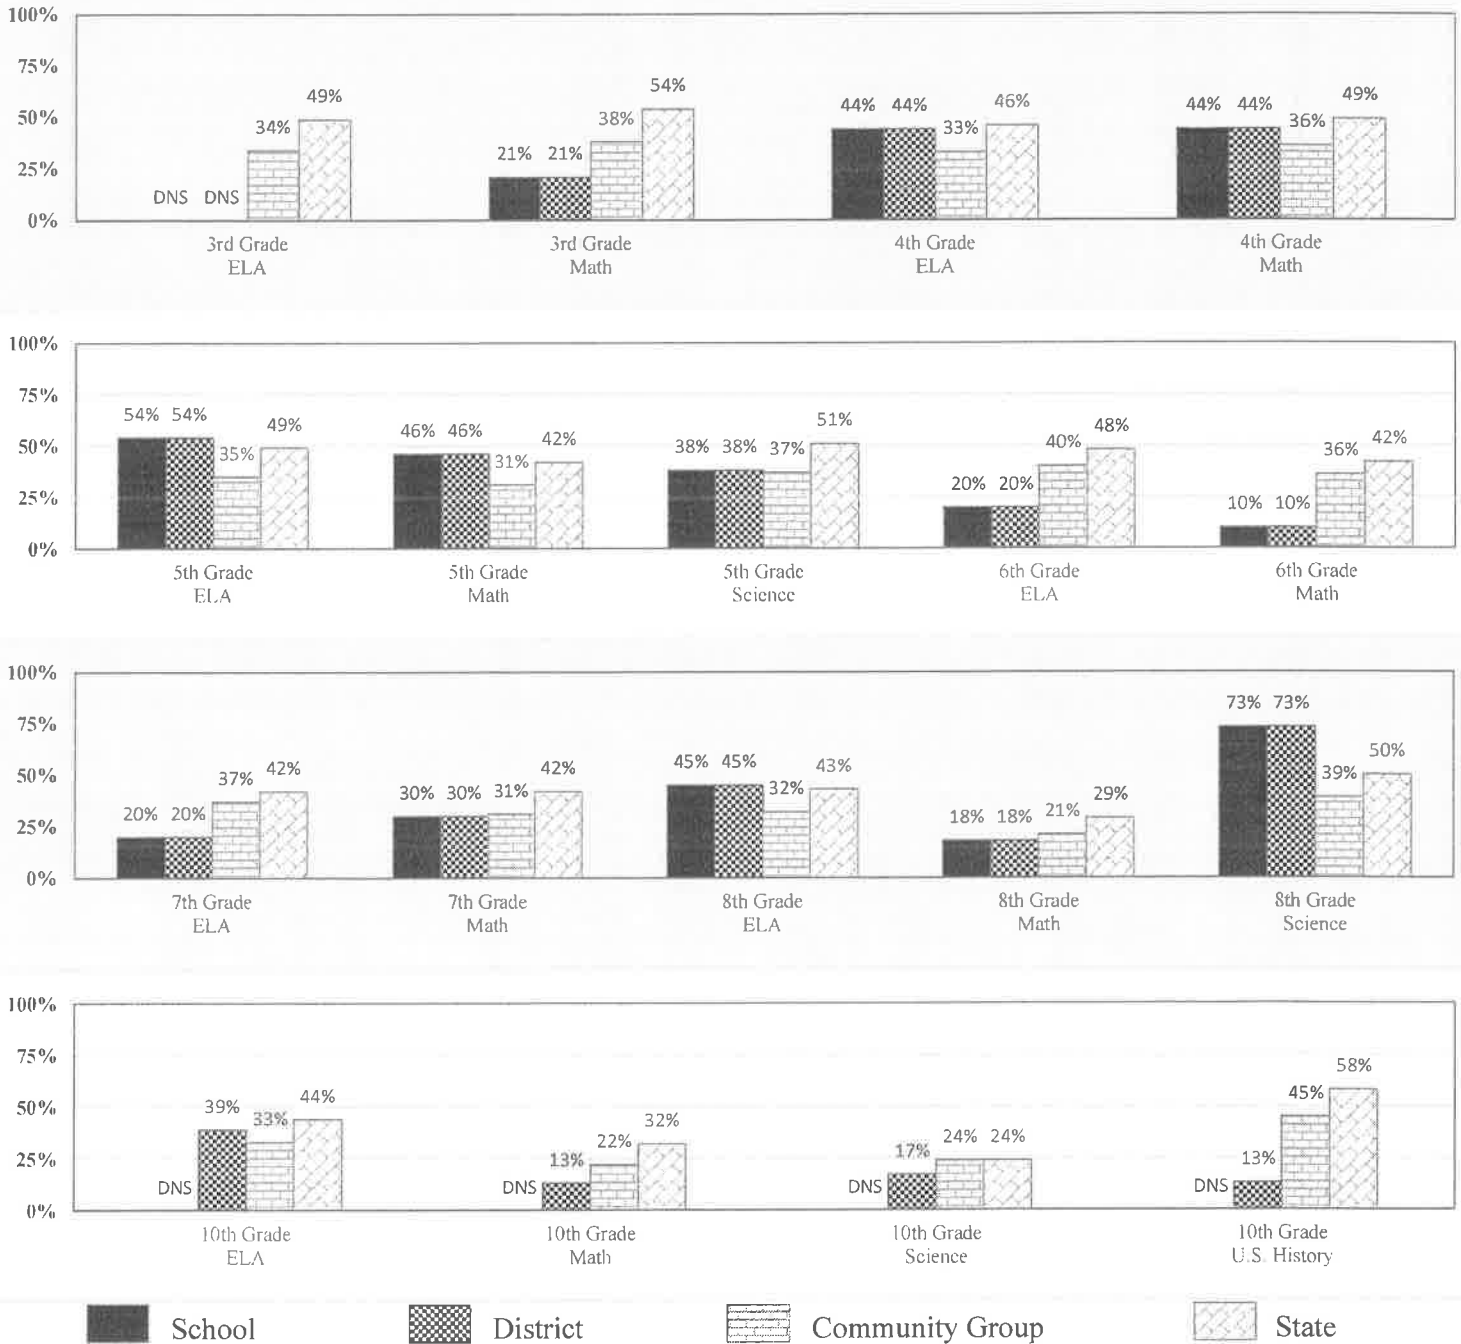 100%
75%
50%
25%
0%
DNS DNS 34% 49%
21% 21% 38% 54%
44% 44% 33% 46%
44% 44% 36% 49%
3rd Grade
ELA
3rd Grade
Math
4th Grade
ELA
4th Grade
Math
100%
75%
50%
25%
0%
54% 54% 35% 49%
46% 46% 31% 42%
38% 38% 37% 51%
20% 20% 40% 48%
10% 10% 36% 42%
5th Grade
ELA
5th Grade
Math
5th Grade
Science
6th Grade
ELA
6th Grade
Math
100%
75%
50%
25%
0%
20% 20% 37% 42%
30% 30% 31% 42%
45% 45% 32% 43%
18% 18% 21% 29%
73% 73% 39% 50%
7th Grade
ELA
7th Grade
Math
8th Grade
ELA
8th Grade
Math
8th Grade
Science
100%
75%
50%
25%
0%
DNS 39% 33% 44%
DNS 13% 22% 32%
DNS 17% 24% 24%
DNS 13% 45% 58%
10th Grade
ELA
10th Grade
Math
10th Grade
Science
10th Grade
U.S. History
School District Community Group State